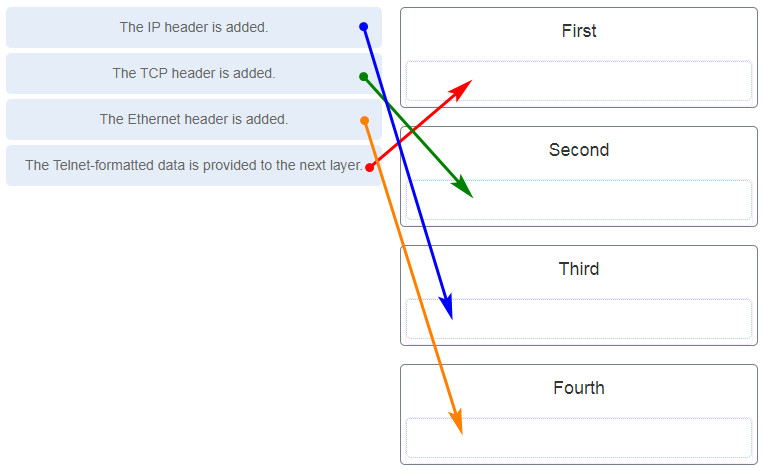 The IP header is added.
The TCP header is added.
The Ethernet header is added.
The Telnet-formatted data is provided to the next layer.
First
Second
Third
Fourth